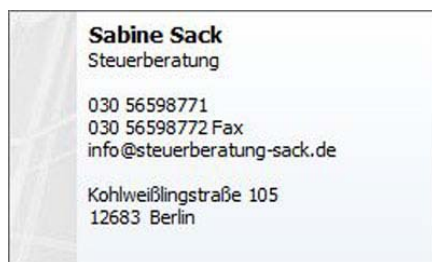 Sabine Sack
Steuerberatung
030 56598771
030 56598772 Fax
info@steuerberatung-sack.de
Kohlweißlingstraße 105
12683 Berlin